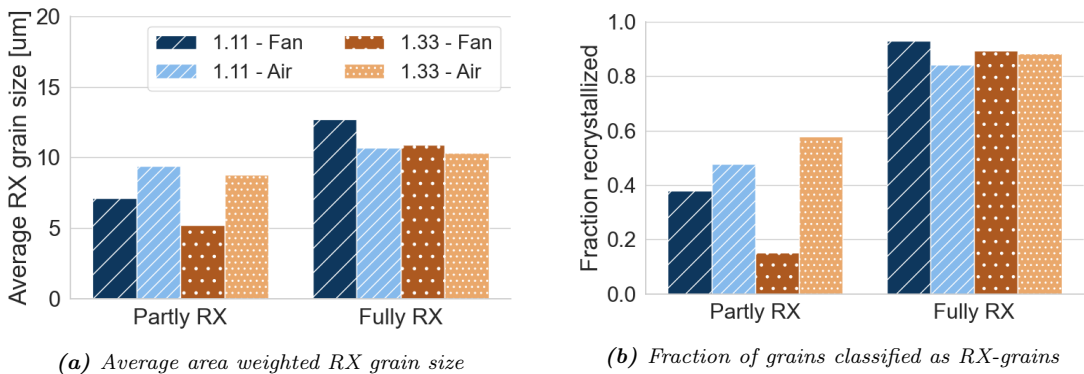 Average RX grain size [um]
20
15
10
5
0
1.11 - Fan
1.11 - Air
1.33 - Fan
1.33 - Air
Partly RX
Fully RX
(a) Average area weighted RX grain size
Fraction recrystallized
1.0
0.8
0.6
0.4
0.2
0.0
Partly RX
Fully RX
(b) Fraction of grains classified as RX-grains